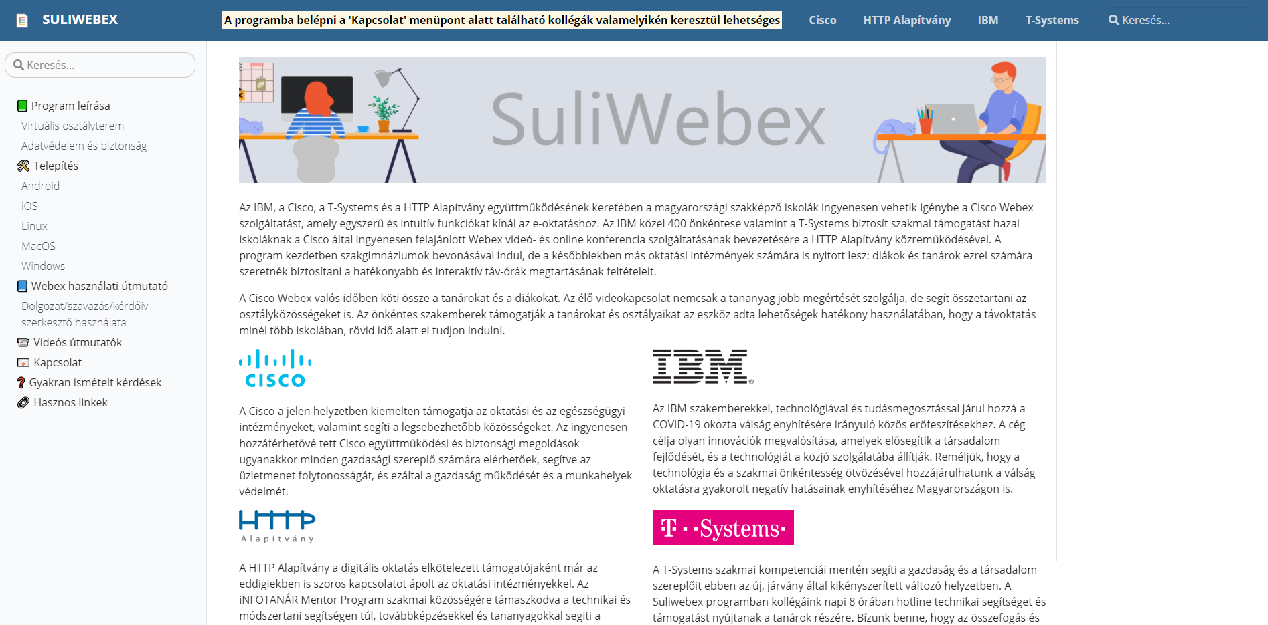 SULIWEBEX
A programba belépni a 'Kapcsolat' menüpont alatt található kollégák valamelyikén keresztül lehetséges
Cisco
HTTP Alapítvány
IBM
T-Systems
Keresés...
Keresés...
Program leírása
Virtuális osztályterem
Adatvédelem és biztonság
Telepítés
Android
iOS
Linux
MacOS
Windows
Webex használati útmutató
Dolgozat/szavazás/kérdőív
szerkesztő használata
Videós útmutatók
Kapcsolat
Gyakran ismételt kérdések
Hasznos linkek
SuliWebex
Az IBM, a Cisco, a T-Systems és a HTTP Alapítvány együttműködésének keretében a magyarországi szakképző iskolák ingyenesen vehetik igénybe a Cisco Webex
szolgáltatást, amely egyszerű és intuitív funkciókat kínál az e-oktatáshoz. Az IBM közel 400 önkéntese valamint a T-Systems biztosít szakmai támogatást hazai
iskoláknak a Cisco által ingyenesen felajánlott Webex videó- és online konferencia szolgáltatásának bevezetésére a HTTP Alapítvány közreműködésével. A
program kezdetben szakgimnáziumok bevonásával indul, de a későbbiekben más oktatási intézmények számára is nyitott lesz: diákok és tanárok ezrei számára
szeretnék biztosítani a hatékonyabb és interaktív táv-órák megtartásának feltételeit.
A Cisco Webex valós időben köti össze a tanárokat és a diákokat. Az élő videokapcsolat nemcsak a tananyag jobb megértését szolgálja, de segít összetartani az
osztályközösségeket is. Az önkéntes szakemberek támogatják a tanárokat és osztályaikat az eszköz adta lehetőségek hatékony használatában, hogy a távoktatás
minél több iskolában, rövid idő alatt el tudjon indulni.
CISCO
A Cisco a jelen helyzetben kiemelten támogatja az oktatási és az egészségügyi
intézményeket, valamint segíti a legsebezhetőbb közösségeket. Az ingyenesen
hozzáférhetővé tett Cisco együttműködési és biztonsági megoldások
ugyanakkor minden gazdasági szereplő számára elérhetőek, segítve az
üzletmenet folytonosságát, és ezáltal a gazdaság működését és a munkahelyek
védelmét.
IBM®
Az IBM szakemberekkel, technológiával és tudásmegosztással járul hozzá a
COVID-19 okozta válság enyhítésére irányuló közös erőfeszítésekhez. A cég
célja olyan innovációk megvalósítása, amelyek elősegítik a társadalom
fejlődését, és a technológiát a közjó szolgálatába állítják. Reméljük, hogy a
technológia és a szakmai önkéntesség ötvözésével hozzájárulhatunk a válság
oktatásra gyakorolt negatív hatásainak enyhítéséhez Magyarországon is.
HTTP
Alapítvány
A HTTP Alapítvány a digitális oktatás elkötelezett támogatójaként már az
eddigiekben is szoros kapcsolatot ápolt az oktatási intézményekkel. Az
iNFOTANÁR Mentor Program szakmai közösségére támaszkodva a technikai és
módszertani segítségen túl, továbbképzésekkel és tananyagokkal segíti a
T··Systems·
A T-Systems szakmai kompetenciái mentén segíti a gazdaság és a társadalom
szereplőit ebben az új, járvány által kikényszerített változó helyzetben. A
Suliwebex programban kollégáink napi 8 órában hotline technikai segítséget és
támogatást nyújtanak a tanárok részére. Bízunk benne, hogy az összefogás és